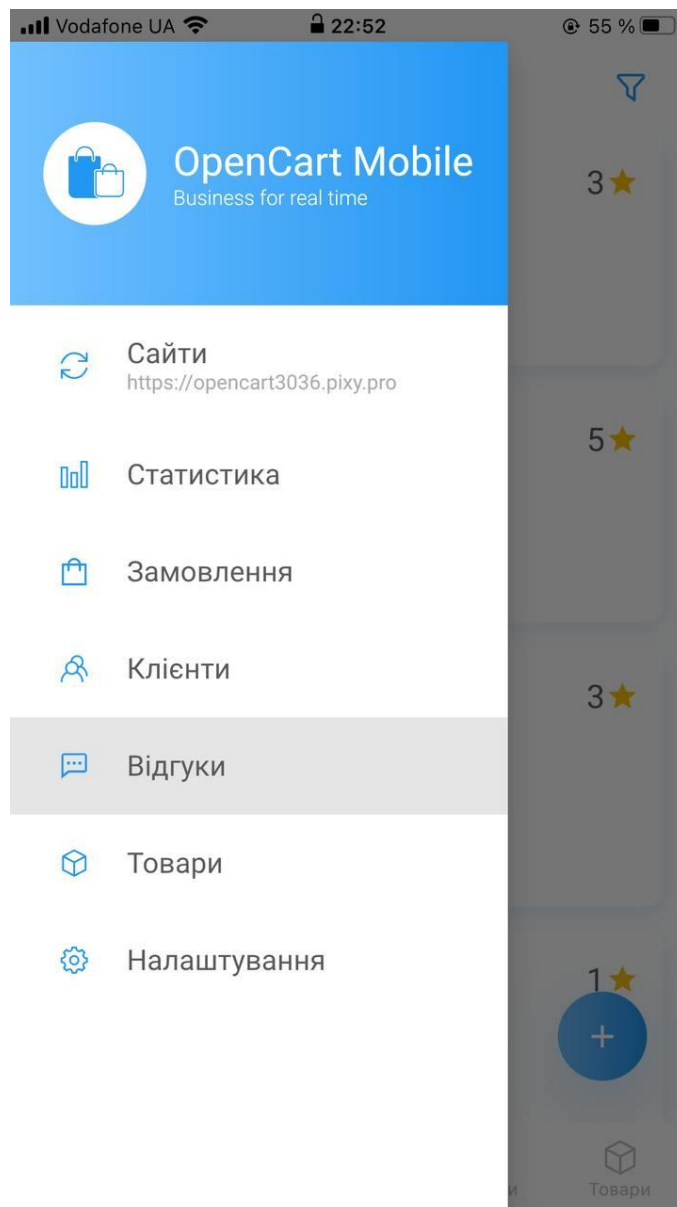 Vodafone UA 22:52 55 %
OpenCart Mobile
Business for real time
3
Сайти
https://opencart3036.pixy.pro
5
Статистика
Замовлення
Клієнти
3
Відгуки
Товари
Налаштування
1
+
и Товари